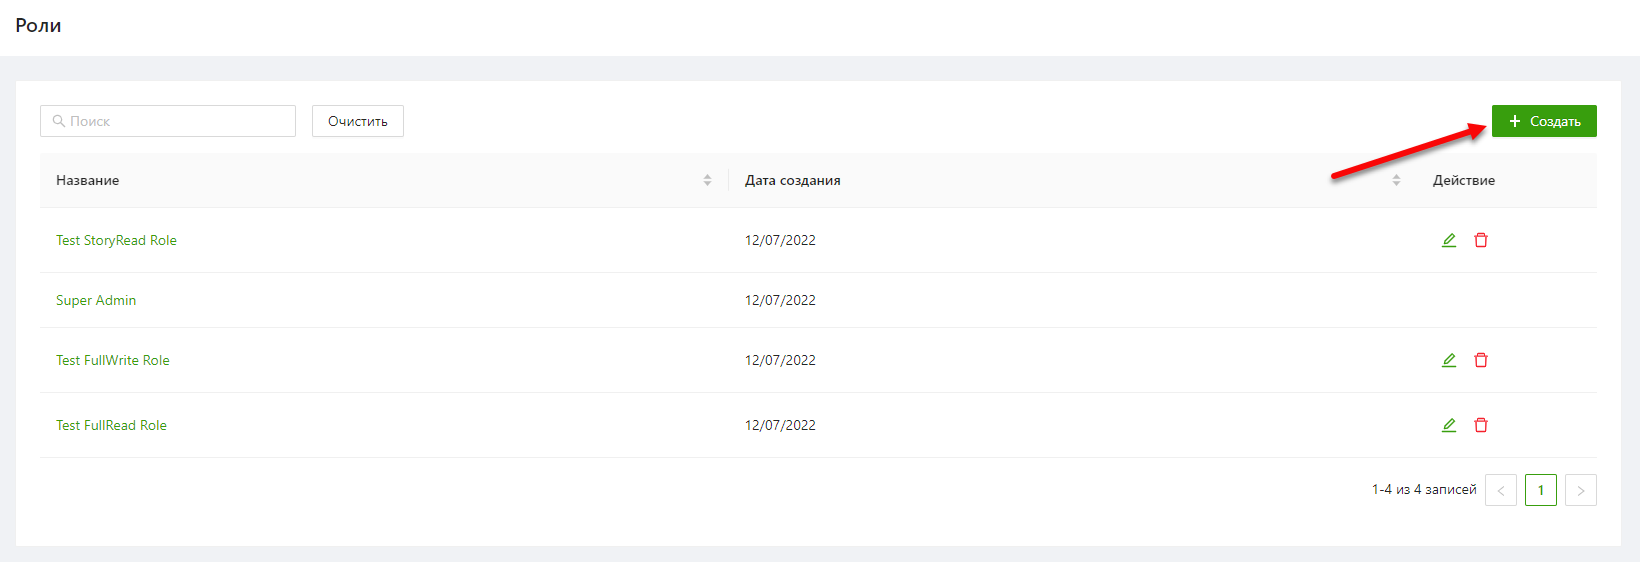 Роли
Поиск
Очистить
+ Создать
Название Дата создания Действие
Test StoryRead Role 12/07/2022
Super Admin 12/07/2022
Test FullWrite Role 12/07/2022
Test FullRead Role 12/07/2022
1-4 из 4 записей < 1 >